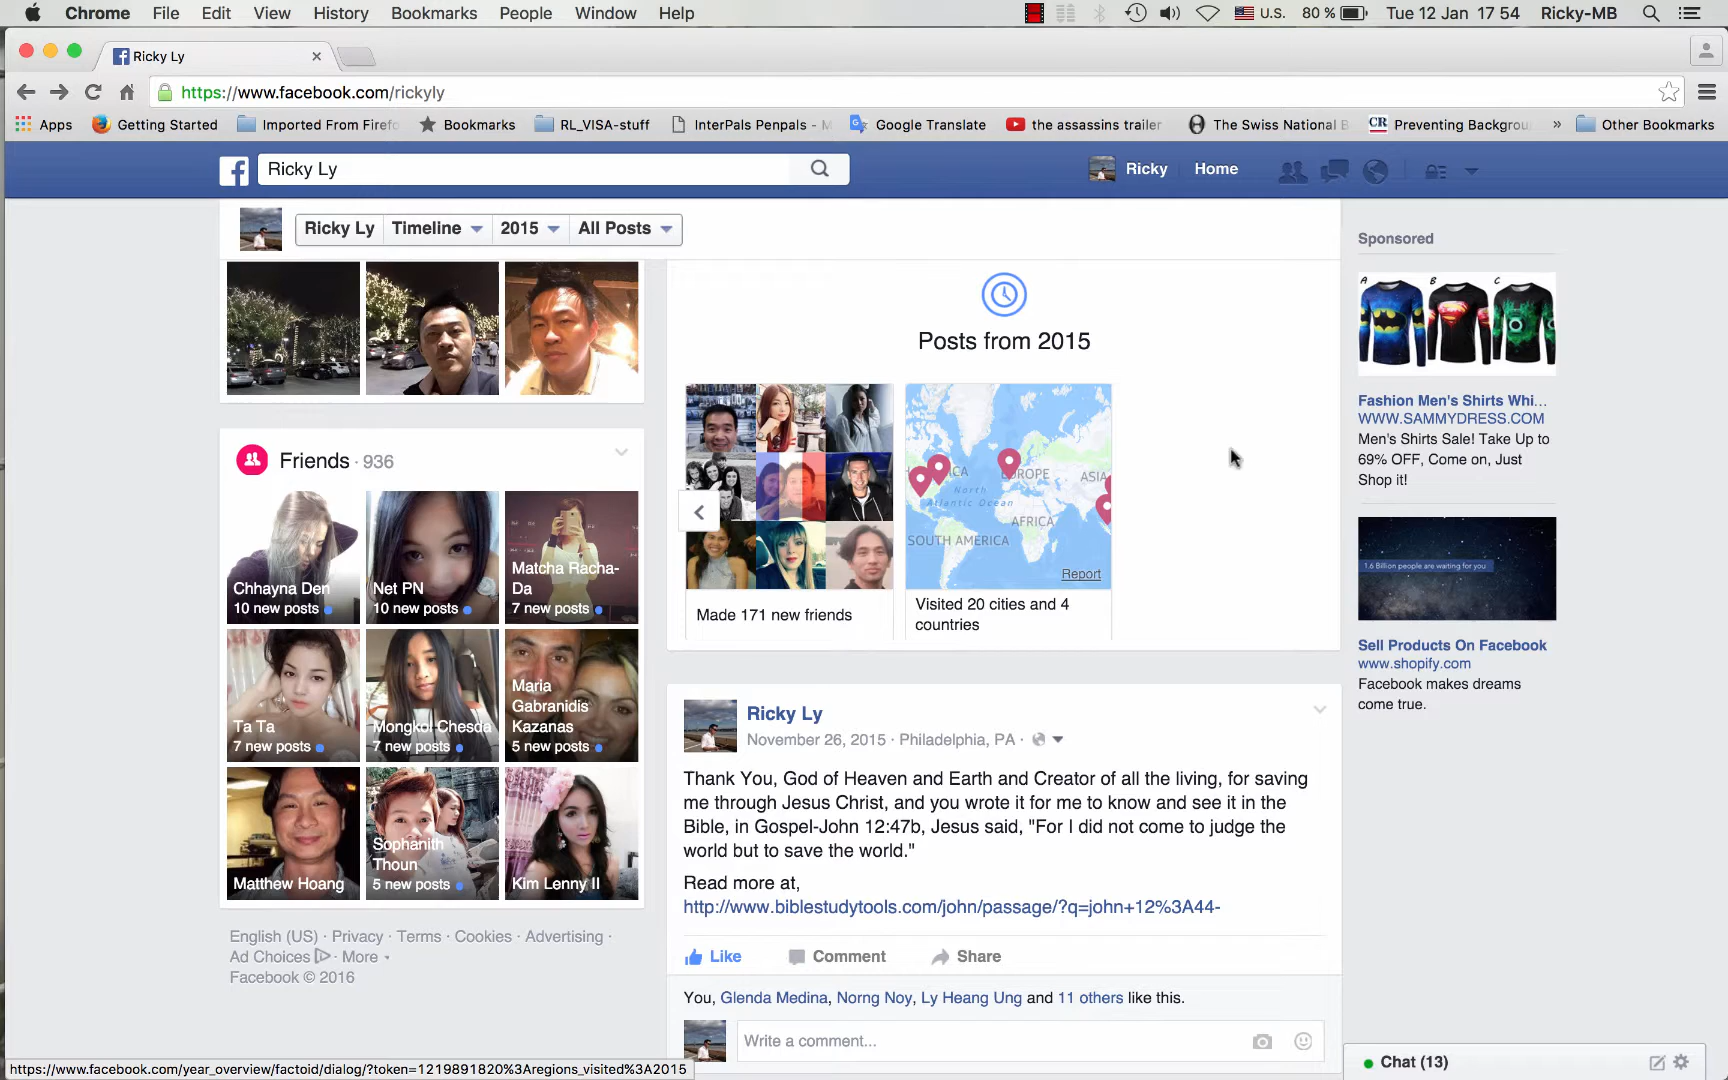 Chrome File Edit View History Bookmarks People Window Help U.S. 80 % Tue 12 Jan 17 54 Ricky-MB
Ricky Ly
https://www.facebook.com/rickyly
Apps Getting Started Imported From Firefo Bookmarks RL_VISA-stuff InterPals Penpals - M Google Translate the assassins trailer The Swiss National B CR Preventing Backgrou » Other Bookmarks
Ricky Ly Ricky Home
Ricky Ly Timeline 2015 All Posts
Posts from 2015
EUROPE
ASIA
North
Atlantic Ocean
AFRICA
SOUTH AMERICA
Report
Made 171 new friends
Visited 20 cities and 4
countries
Friends · 936
Chhayna Den
10 new posts
Net PN
10 new posts
Matcha Racha-
Da
7 new posts
Ta Ta
7 new posts
Mongkol Chesda
7 new posts
Maria
Gabranidis
Kazanas
5 new posts
Matthew Hoang
Sophanith
Thoun
5 new posts
Kim Lenny II
English (US) · Privacy · Terms · Cookies · Advertising ·
Ad Choices · More
Facebook © 2016
Ricky Ly
November 26, 2015 · Philadelphia, PA ·
Thank You, God of Heaven and Earth and Creator of all the living, for saving
me through Jesus Christ, and you wrote it for me to know and see it in the
Bible, in Gospel-John 12:47b, Jesus said, "For I did not come to judge the
world but to save the world."
Read more at,
http://www.biblestudytools.com/john/passage/?q=john+12%3A44-
Like Comment Share
You, Glenda Medina, Norng Noy, Ly Heang Ung and 11 others like this.
Write a comment...
Sponsored
A B C
Fashion Men's Shirts Whi...
WWW.SAMMYDRESS.COM
Men's Shirts Sale! Take Up to
69% OFF, Come on, Just
Shop it!
1.6 Billion people are waiting for you
Sell Products On Facebook
www.shopify.com
Facebook makes dreams
come true.
Chat (13)
https://www.facebook.com/year_overview/factoid/dialog/?token=1219891820%3Aregions_visited%3A2015